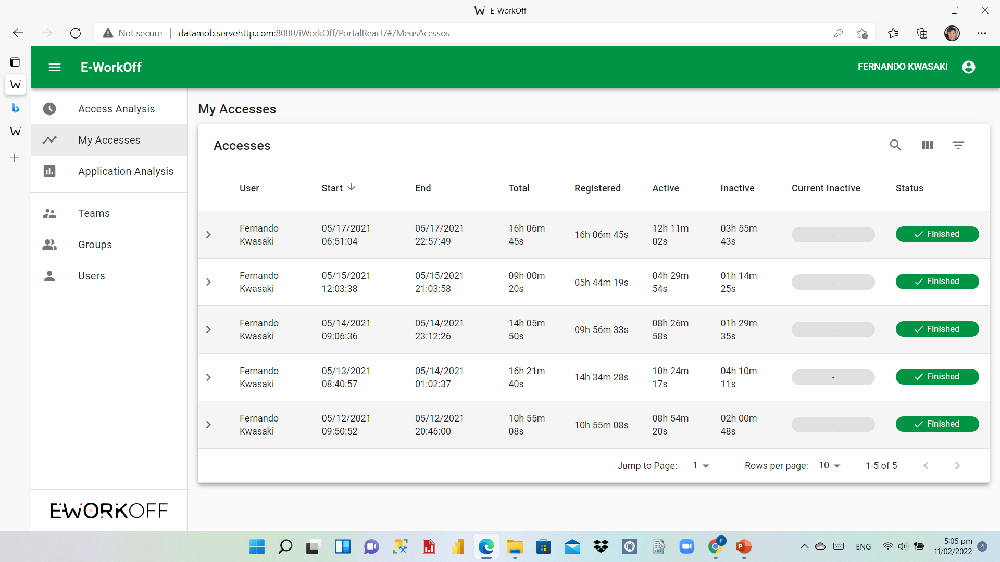 E-WorkOff
Not secure
datamob.servehttp.com:8080/iWorkOff/PortalReact/#/MeusAcessos
E-WorkOff
FERNANDO KWASAKI
Access Analysis
My Accesses
Application Analysis
Teams
Groups
Users
EWORKOFF
My Accesses
Accesses
User Start End Total Registered Active Inactive Current Inactive Status
Fernando 05/17/2021 05/17/2021 16h 06m 16h 06m 45s 12h 11m 03h 55m - Finished
Kwasaki 06:51:04 22:57:49 45s 02s 43s
Fernando 05/15/2021 05/15/2021 09h 00m 05h 44m 19s 04h 29m 01h 14m - Finished
Kwasaki 12:03:38 21:03:58 20s 54s 25s
Fernando 05/14/2021 05/14/2021 14h 05m 09h 56m 33s 08h 26m 01h 29m - Finished
Kwasaki 09:06:36 23:12:26 50s 58s 35s
Fernando 05/13/2021 05/14/2021 16h 21m 14h 34m 28s 10h 24m 04h 10m - Finished
Kwasaki 08:40:57 01:02:37 40s 17s 11s
Fernando 05/12/2021 05/12/2021 10h 55m 10h 55m 08s 08h 54m 02h 00m - Finished
Kwasaki 09:50:52 20:46:00 08s 20s 48s
Jump to Page: 1 Rows per page: 10 1-5 of 5
ENG
5:05 pm
11/02/2022
4